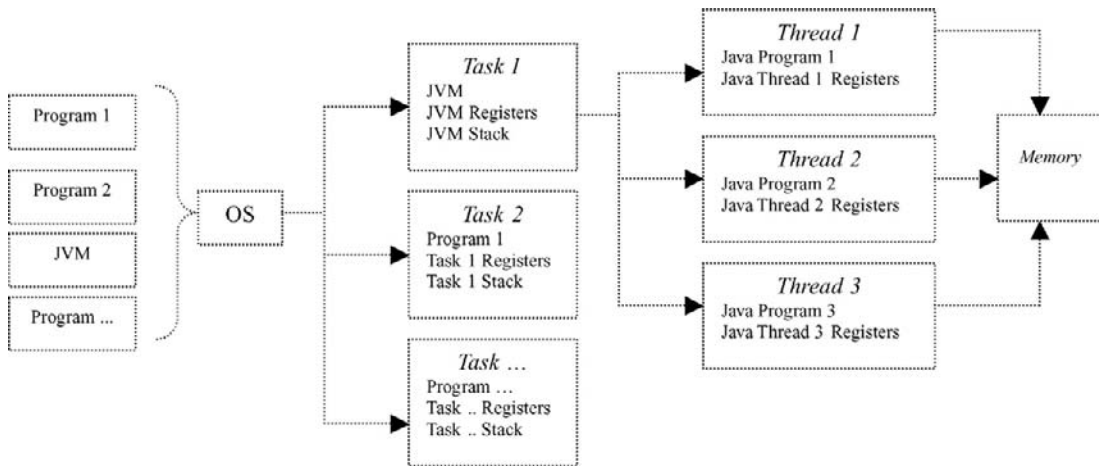 Program 1
Program 2
JVM
Program ...
OS
Task 1
JVM
JVM Registers
JVM Stack
Task 2
Program 1
Task 1 Registers
Task 1 Stack
Task …
Program …
Task .. Registers
Task .. Stack
Thread 1
Java Program 1
Java Thread 1 Registers
Thread 2
Java Program 2
Java Thread 2 Registers
Thread 3
Java Program 3
Java Thread 3 Registers
Memory